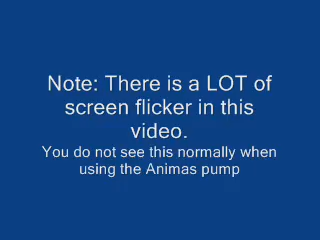 Note: There is a LOT of
screen flicker in this
video.
You do not see this normally when
using the Animas pump